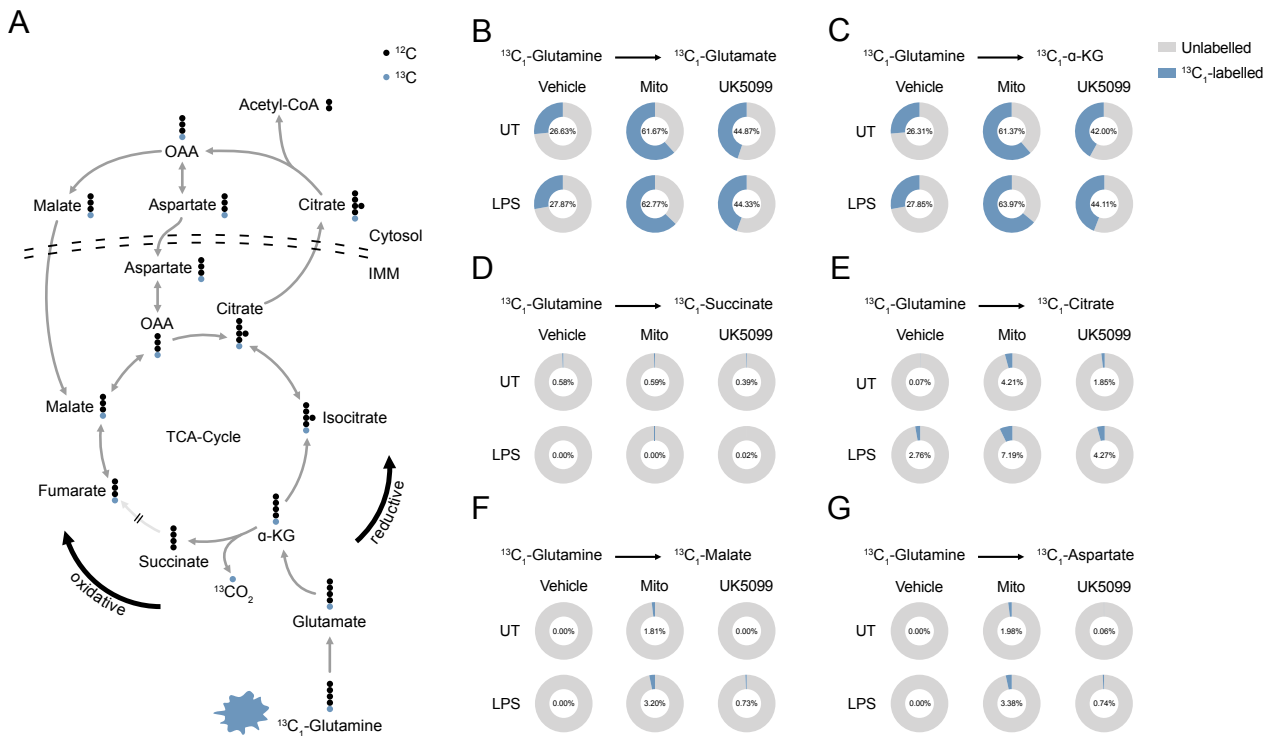 A
¹²C
¹³C
Acetyl-CoA
OAA
Malate
Aspartate
Citrate
Cytosol
Aspartate
IMM
Citrate
OAA
Malate
Isocitrate
TCA-Cycle
Fumarate
α-KG
reductive
Succinate
oxidative
¹³CO₂
Glutamate
¹³C₁-Glutamine
B
¹³C₁-Glutamine ¹³C₁-Glutamate
Vehicle Mito UK5099
UT 26.63% 61.67% 44.87%
LPS 27.87% 62.77% 44.33%
C
¹³C₁-Glutamine ¹³C₁-α-KG
Vehicle Mito UK5099
UT 26.31% 61.37% 42.00%
LPS 27.85% 63.97% 44.11%
Unlabelled
¹³C₁-labelled
D
¹³C₁-Glutamine ¹³C₁-Succinate
Vehicle Mito UK5099
UT 0.58% 0.59% 0.39%
LPS 0.00% 0.00% 0.02%
E
¹³C₁-Glutamine ¹³C₁-Citrate
Vehicle Mito UK5099
UT 0.07% 4.21% 1.85%
LPS 2.76% 7.19% 4.27%
F
¹³C₁-Glutamine ¹³C₁-Malate
Vehicle Mito UK5099
UT 0.00% 1.81% 0.00%
LPS 0.00% 3.20% 0.73%
G
¹³C₁-Glutamine ¹³C₁-Aspartate
Vehicle Mito UK5099
UT 0.00% 1.98% 0.06%
LPS 0.00% 3.38% 0.74%